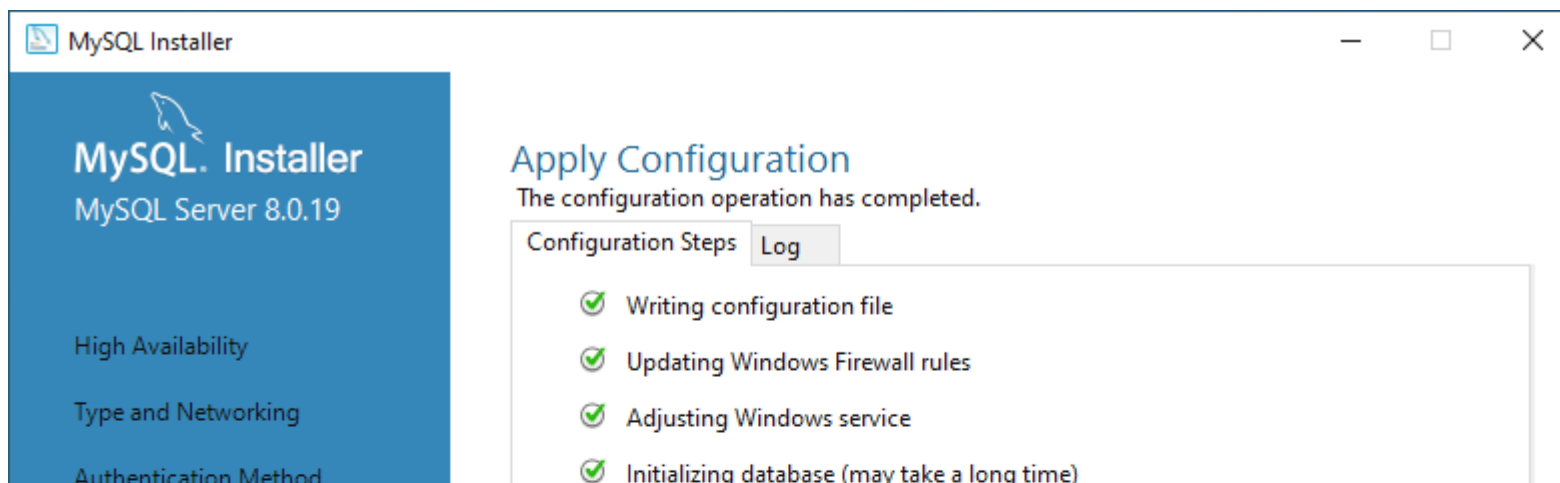 MySQL Installer
MySQL. Installer
MySQL Server 8.0.19
High Availability
Type and Networking
Authentication Method
Apply Configuration
The configuration operation has completed.
Configuration Steps Log
Writing configuration file
Updating Windows Firewall rules
Adjusting Windows service
Initializing database (may take a long time)